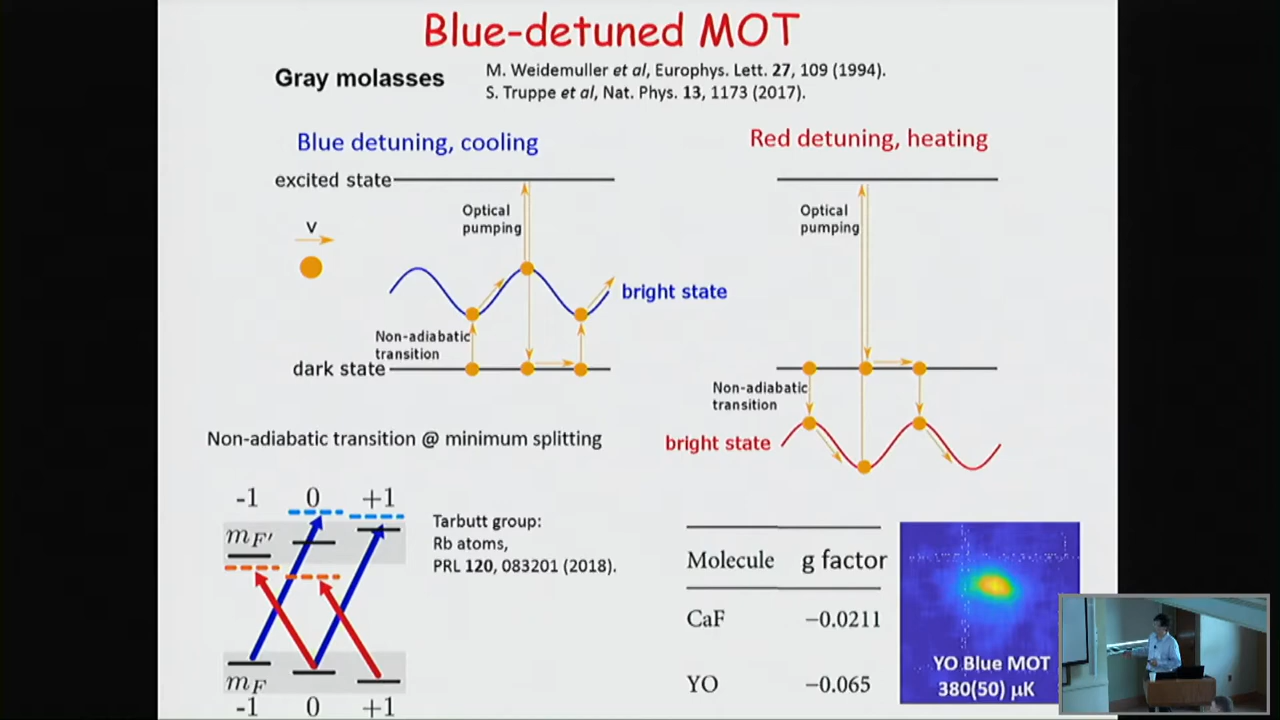 Blue-detuned MOT
Gray molasses
M. Weidemuller et al, Europhys. Lett. 27, 109 (1994).
S. Truppe et al, Nat. Phys. 13, 1173 (2017).
Blue detuning, cooling
Red detuning, heating
excited state
v
Optical
pumping
bright state
Non-adiabatic
transition
dark state
Optical
pumping
Non-adiabatic
transition
bright state
Non-adiabatic transition @ minimum splitting
-1 0 +1
mF'
mF
-1 0 +1
Tarbutt group:
Rb atoms,
PRL 120, 083201 (2018).
Molecule g factor
CaF −0.0211
YO −0.065
YO Blue MOT
380(50) µK